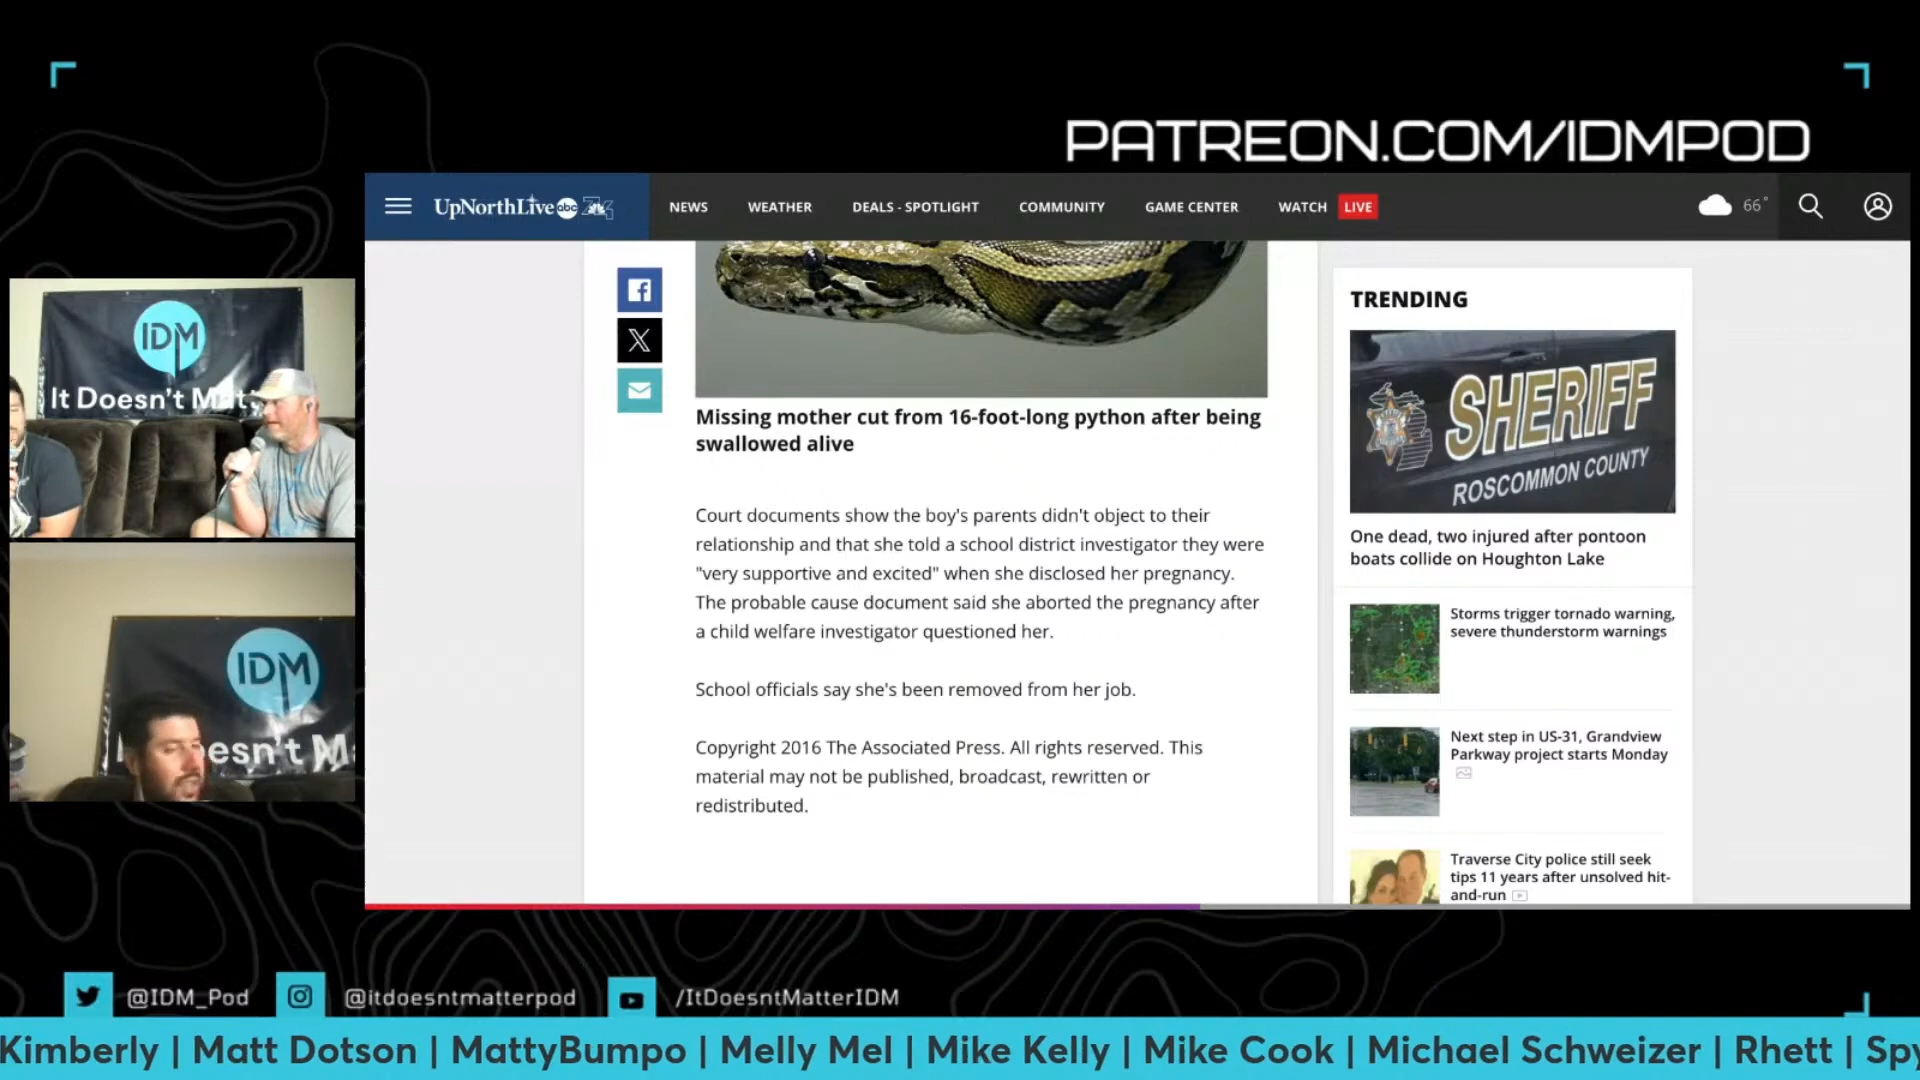 PATREON.COM/IDMPOD
UpNorthLive abc
NEWS WEATHER DEALS - SPOTLIGHT COMMUNITY GAME CENTER WATCH LIVE 66°
IDM
It Doesn't Mat
IDM
esn't Ma
Missing mother cut from 16-foot-long python after being
swallowed alive
Court documents show the boy's parents didn't object to their
relationship and that she told a school district investigator they were
"very supportive and excited" when she disclosed her pregnancy.
The probable cause document said she aborted the pregnancy after
a child welfare investigator questioned her.
School officials say she's been removed from her job.
Copyright 2016 The Associated Press. All rights reserved. This
material may not be published, broadcast, rewritten or
redistributed.
TRENDING
SHERIFF
ROSCOMMON COUNTY
One dead, two injured after pontoon
boats collide on Houghton Lake
Storms trigger tornado warning,
severe thunderstorm warnings
Next step in US-31, Grandview
Parkway project starts Monday
Traverse City police still seek
tips 11 years after unsolved hit-
and-run
@IDM_Pod @itdoesntmatterpod /ItDoesntMatterIDM
Kimberly | Matt Dotson | MattyBumpo | Melly Mel | Mike Kelly | Mike Cook | Michael Schweizer | Rhett | Spy